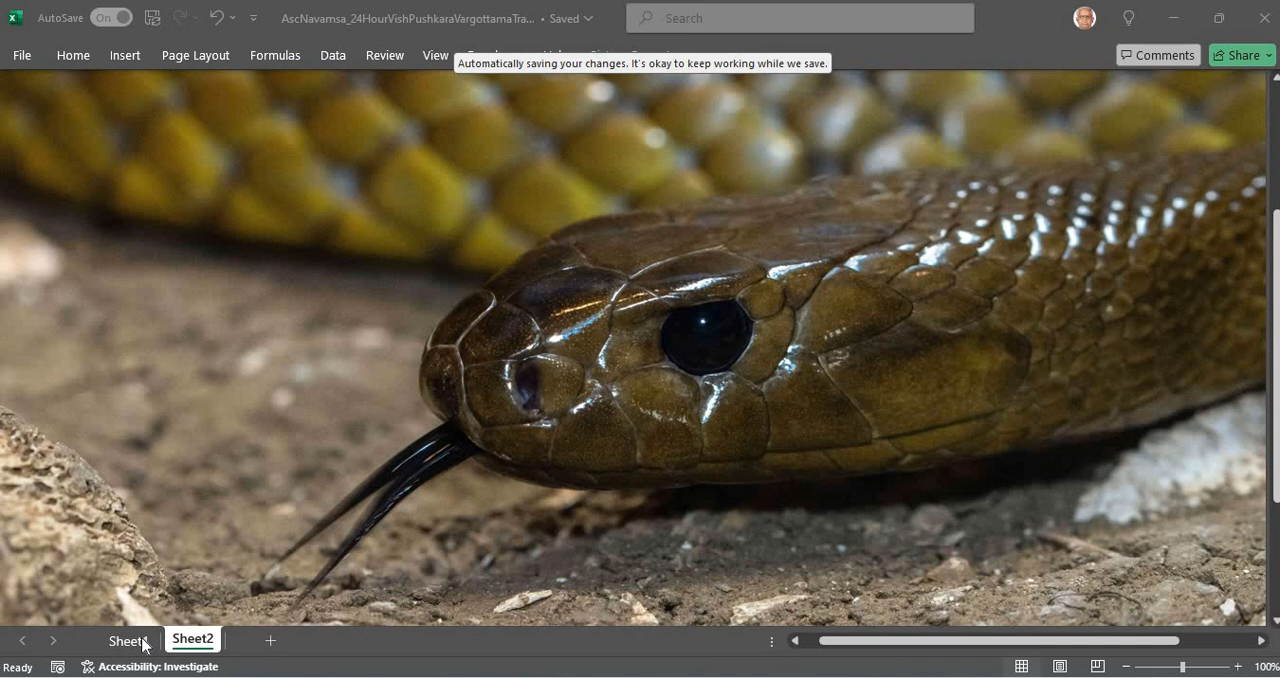 AutoSave On AscNavamsa_24HourVishPushkaraVargottamaTra... • Saved Search
File Home Insert Page Layout Formulas Data Review View Comments Share
Automatically saving your changes. It's okay to keep working while we save.
Sheet1 Sheet2
Ready Accessibility: Investigate 100%